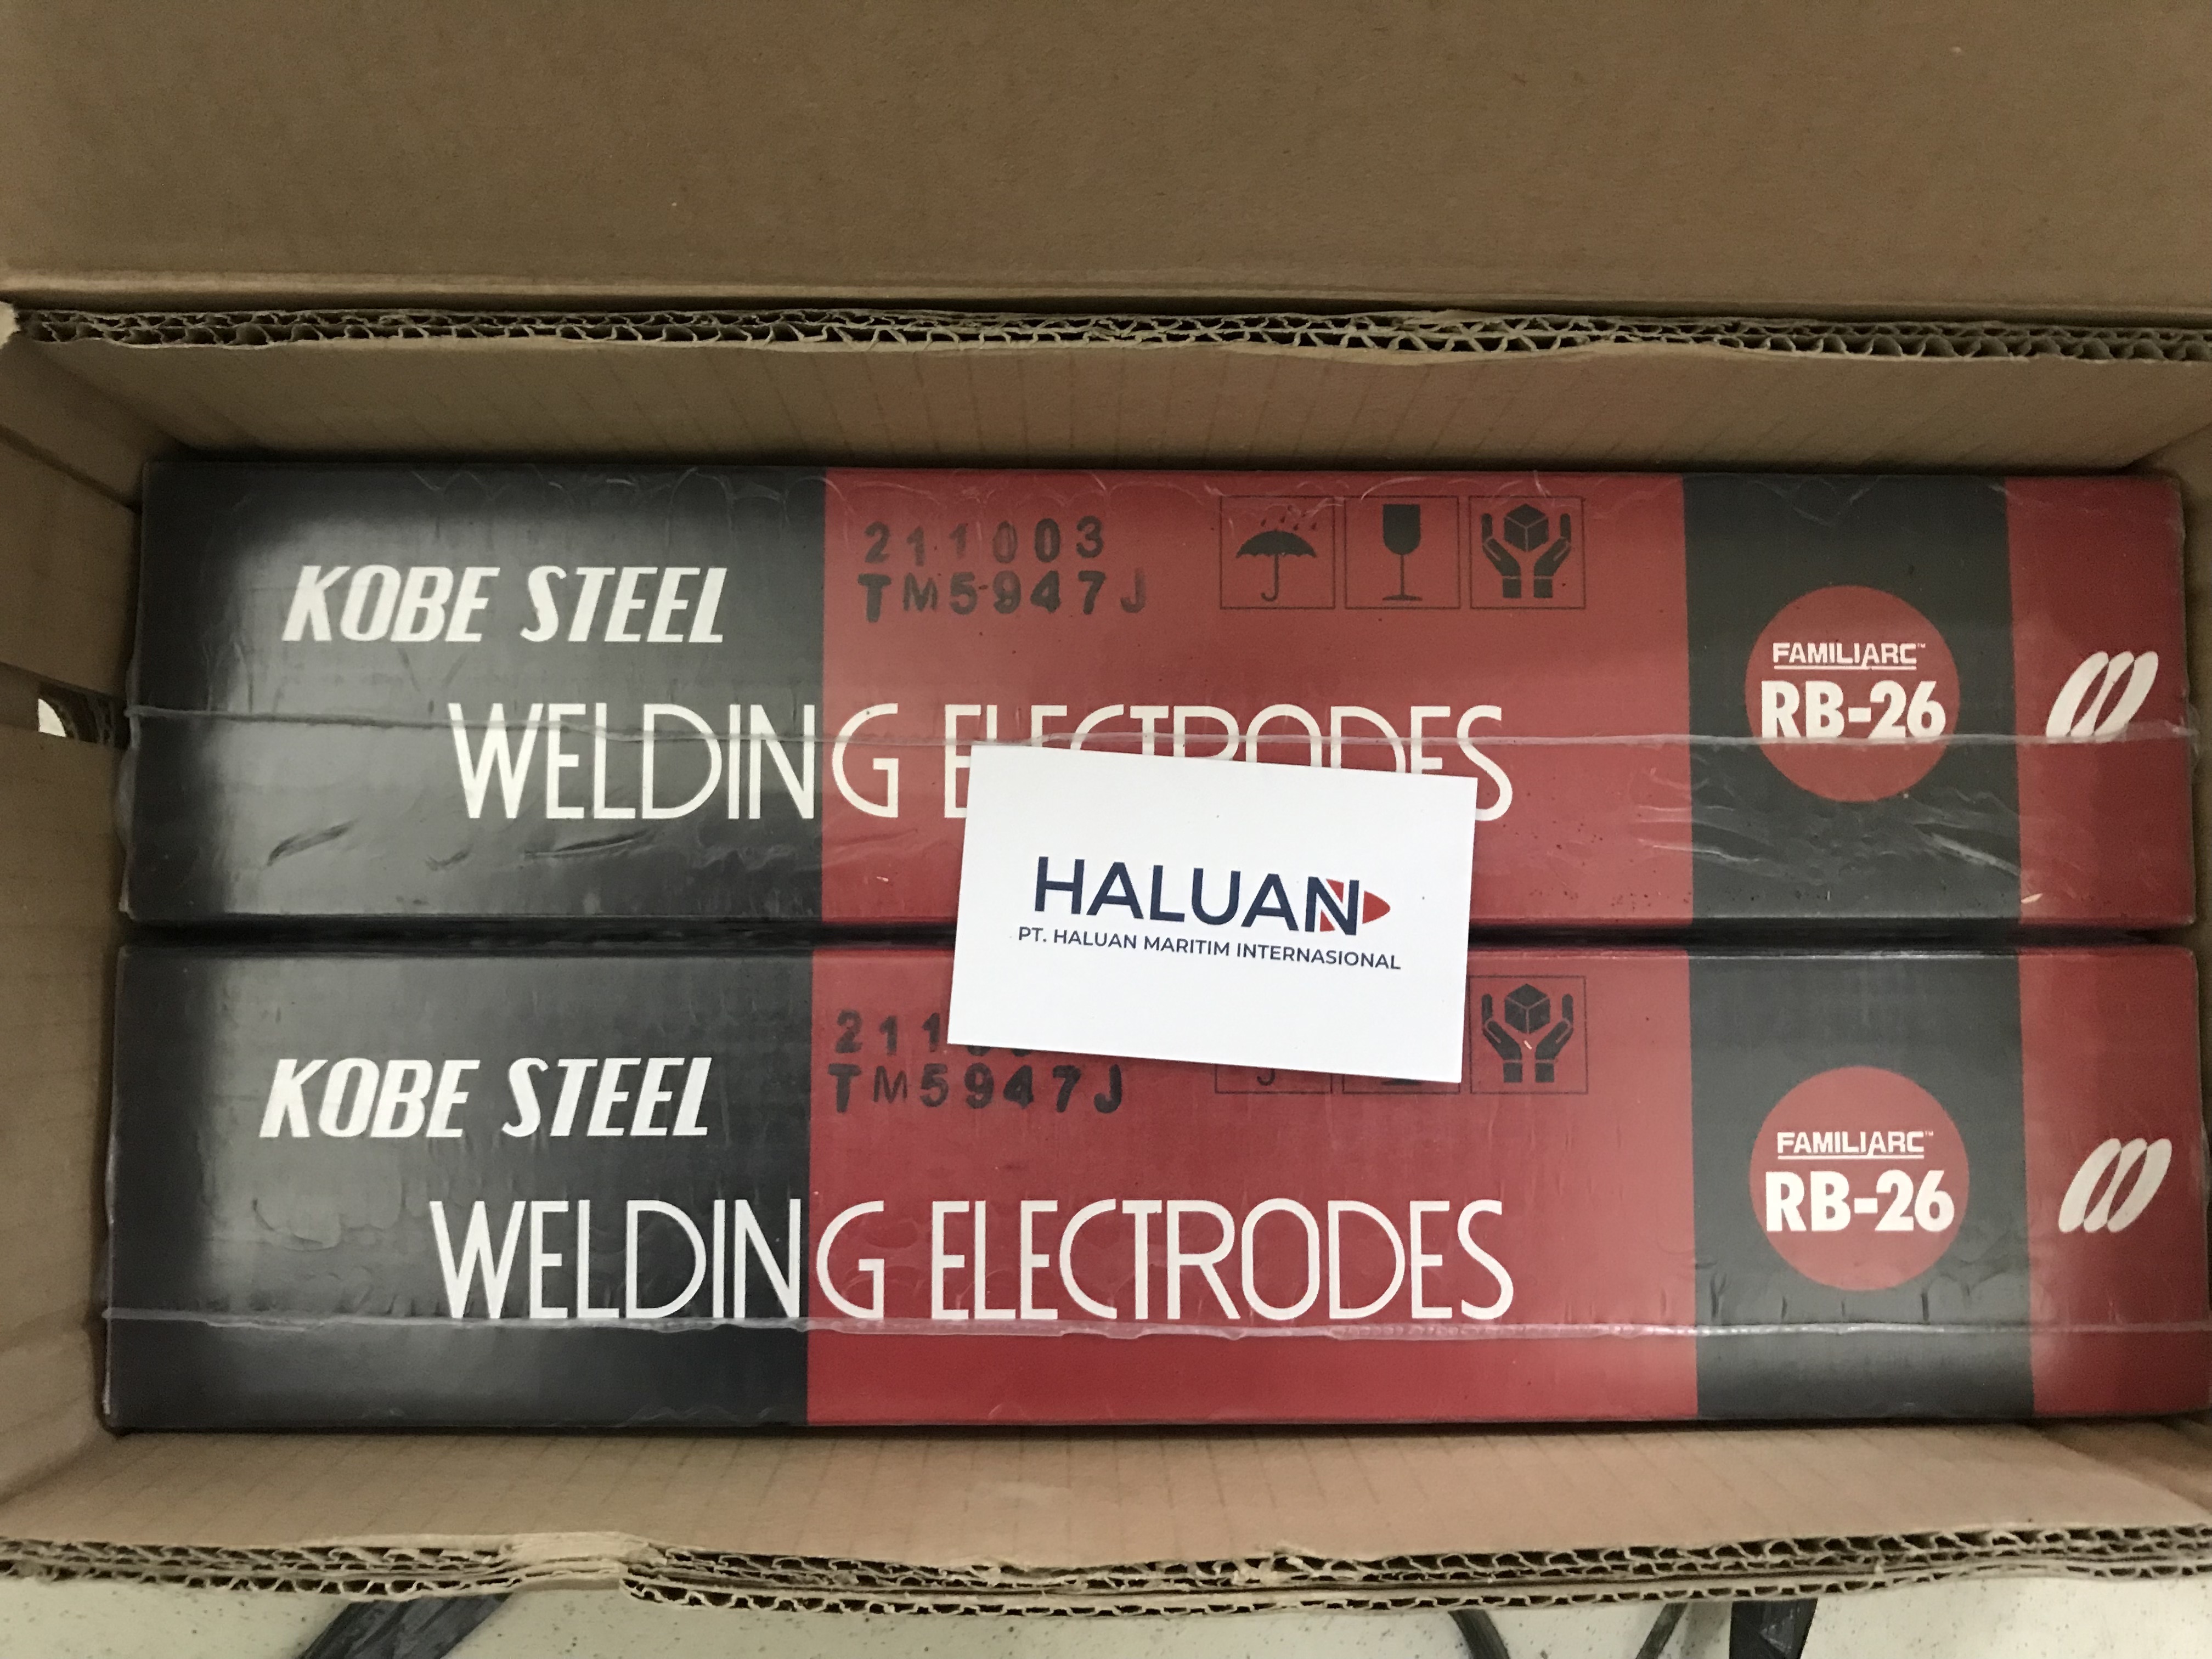 KOBE STEEL
211003
TM5947J
WELDING ELECTRODES
FAMILIARC™
RB-26
HALUAN
PT. HALUAN MARITIM INTERNASIONAL
KOBE STEEL
TM5947J
WELDING ELECTRODES
FAMILIARC™
RB-26